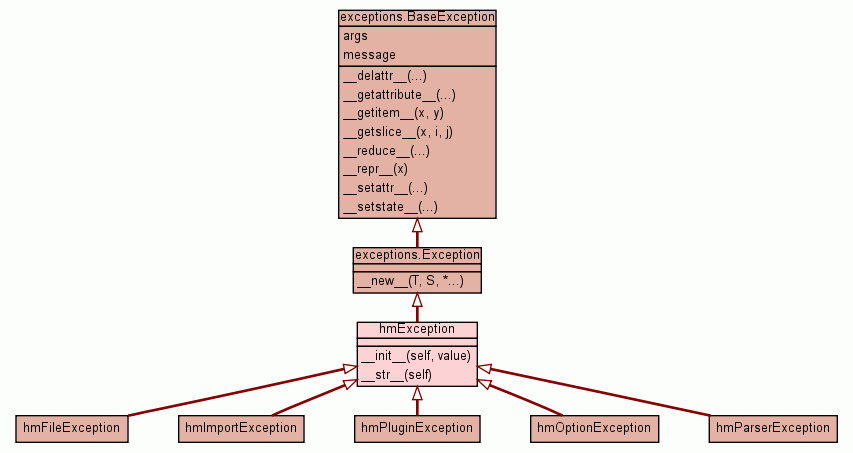 exceptions.BaseException
args
message
__delattr__(...)
__getattribute__(...)
__getitem__(x, y)
__getslice__(x, i, j)
__reduce__(...)
__repr__(x)
__setattr__(...)
__setstate__(...)
exceptions.Exception
__new__(T, S, *...)
hmException
__init__(self, value)
__str__(self)
hmFileException
hmImportException
hmPluginException
hmOptionException
hmParserException